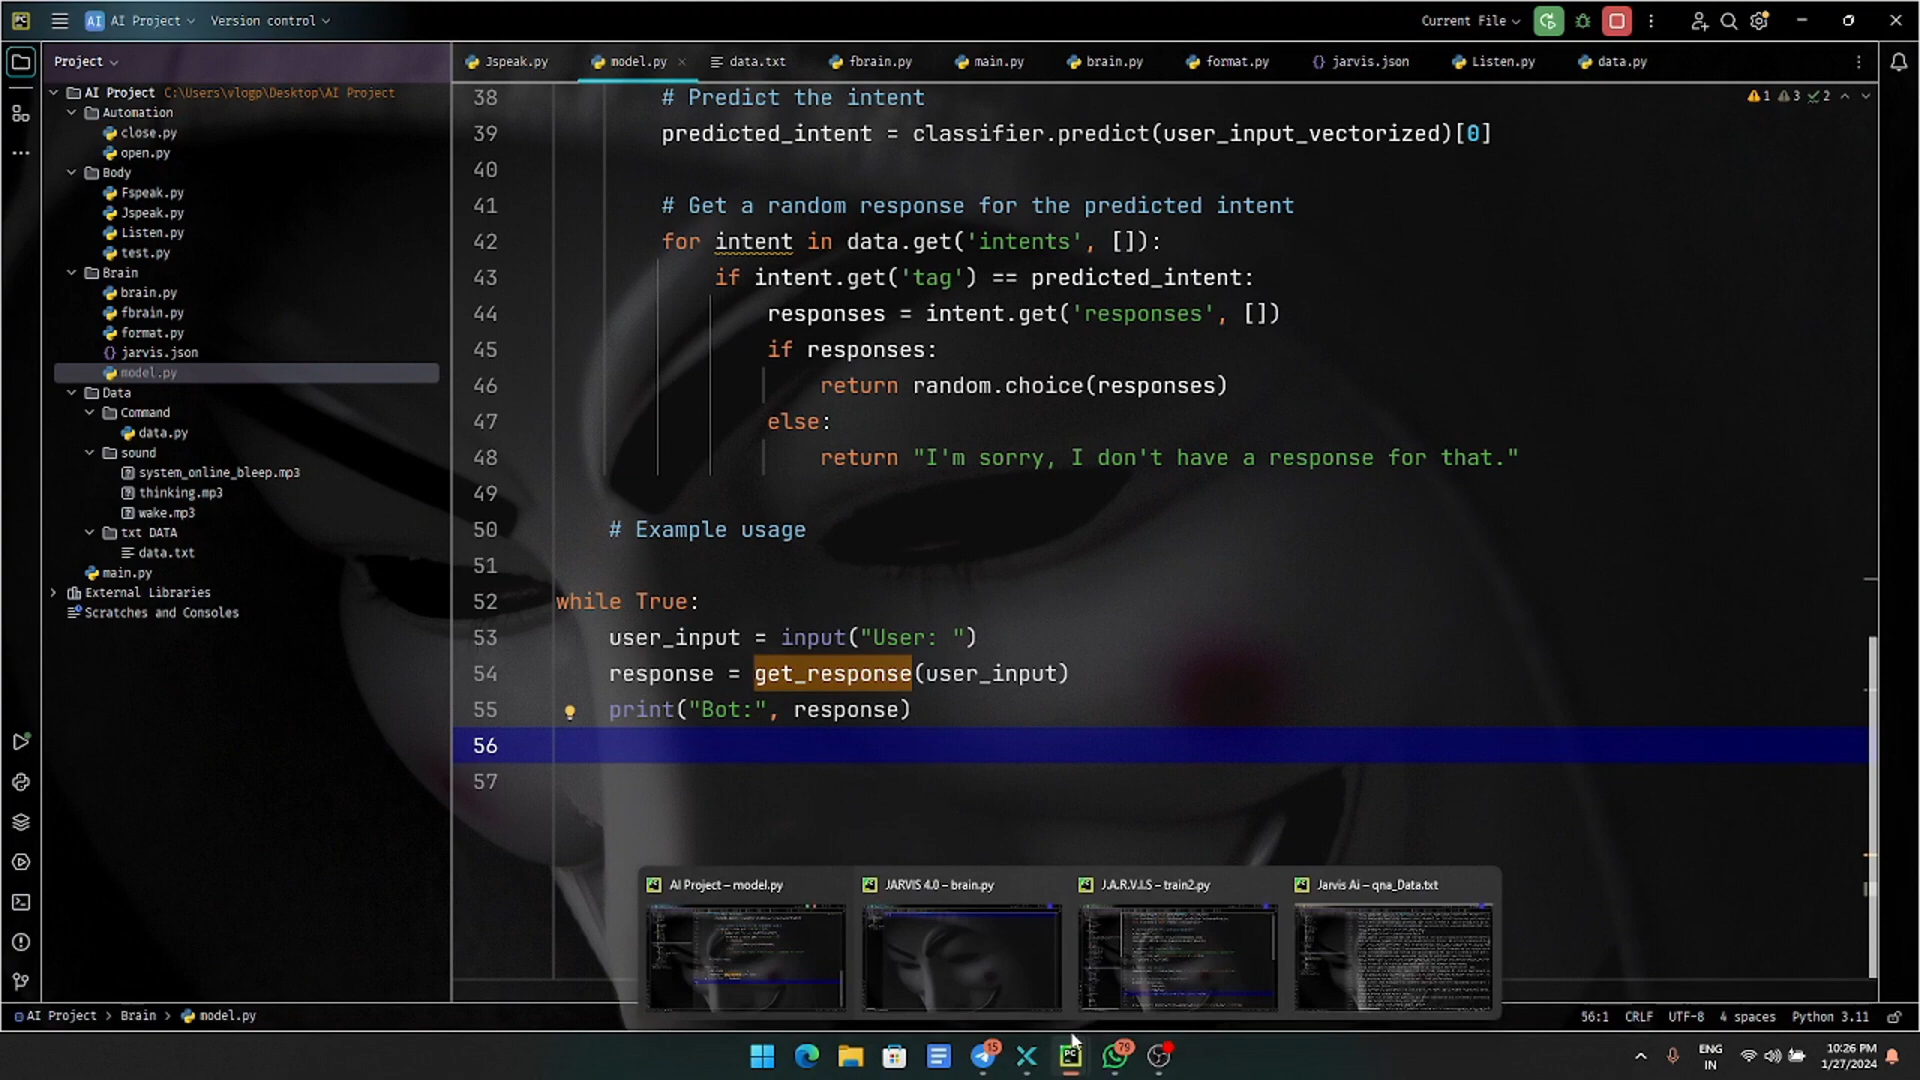 AI AI Project Version control Current File
Project
Jspeak.py model.py data.txt fbrain.py main.py brain.py format.py jarvis.json Listen.py data.py
AI Project C:\Users\vlogp\Desktop\AI Project
Automation
close.py
open.py
Body
Fspeak.py
Jspeak.py
Listen.py
test.py
Brain
brain.py
fbrain.py
format.py
jarvis.json
model.py
Data
Command
data.py
sound
system_online_bleep.mp3
thinking.mp3
wake.mp3
txt DATA
data.txt
main.py
External Libraries
Scratches and Consoles
1 3 2
38 # Predict the intent
39 predicted_intent = classifier.predict(user_input_vectorized)[0]
40
41 # Get a random response for the predicted intent
42 for intent in data.get('intents', []):
43 if intent.get('tag') == predicted_intent:
44 responses = intent.get('responses', [])
45 if responses:
46 return random.choice(responses)
47 else:
48 return "I'm sorry, I don't have a response for that."
49
50 # Example usage
51
52 while True:
53 user_input = input("User: ")
54 response = get_response(user_input)
55 print("Bot:", response)
56
57
AI Project – model.py JARVIS 4.0 – brain.py J.A.R.V.I.S – train2.py Jarvis Ai – qna_Data.txt
AI Project > Brain > model.py 56:1 CRLF UTF-8 4 spaces Python 3.11
15 PC 79 ENG IN 10:26 PM 1/27/2024